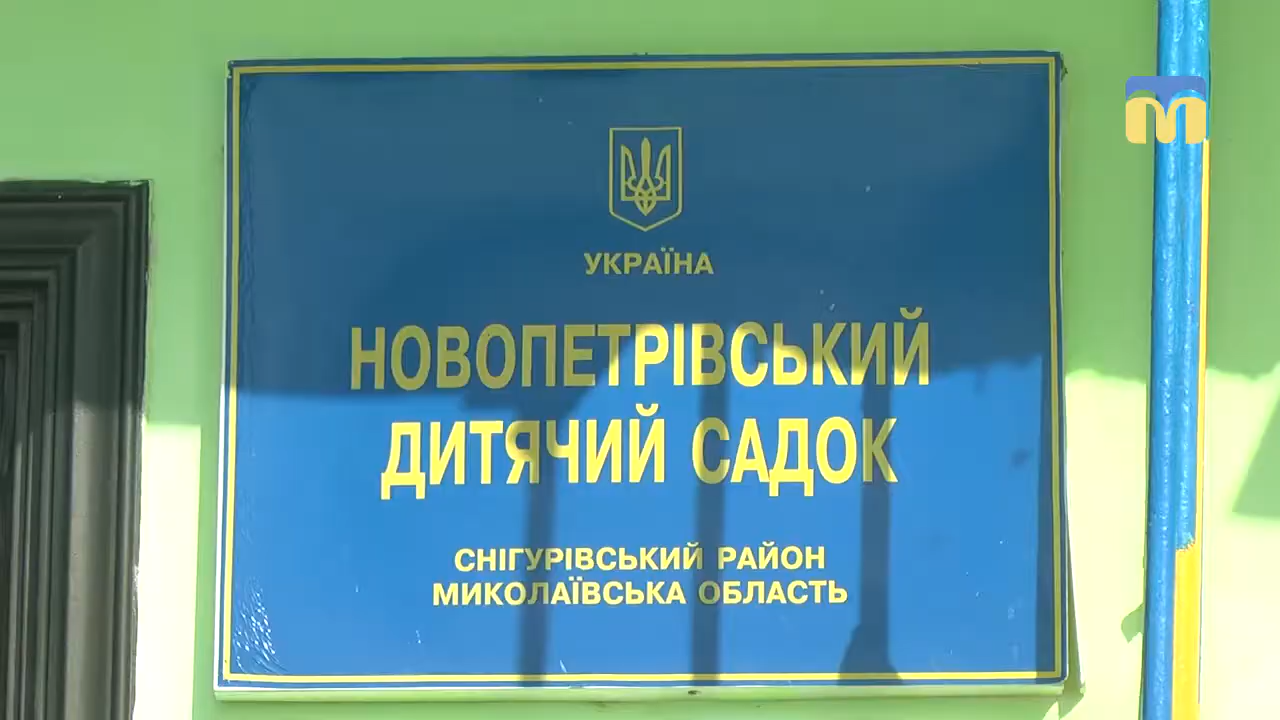 УКРАЇНА
НОВОПЕТРІВСЬКИЙ
ДИТЯЧИЙ САДОК
СНІГУРІВСЬКИЙ РАЙОН
МИКОЛАЇВСЬКА ОБЛАСТЬ